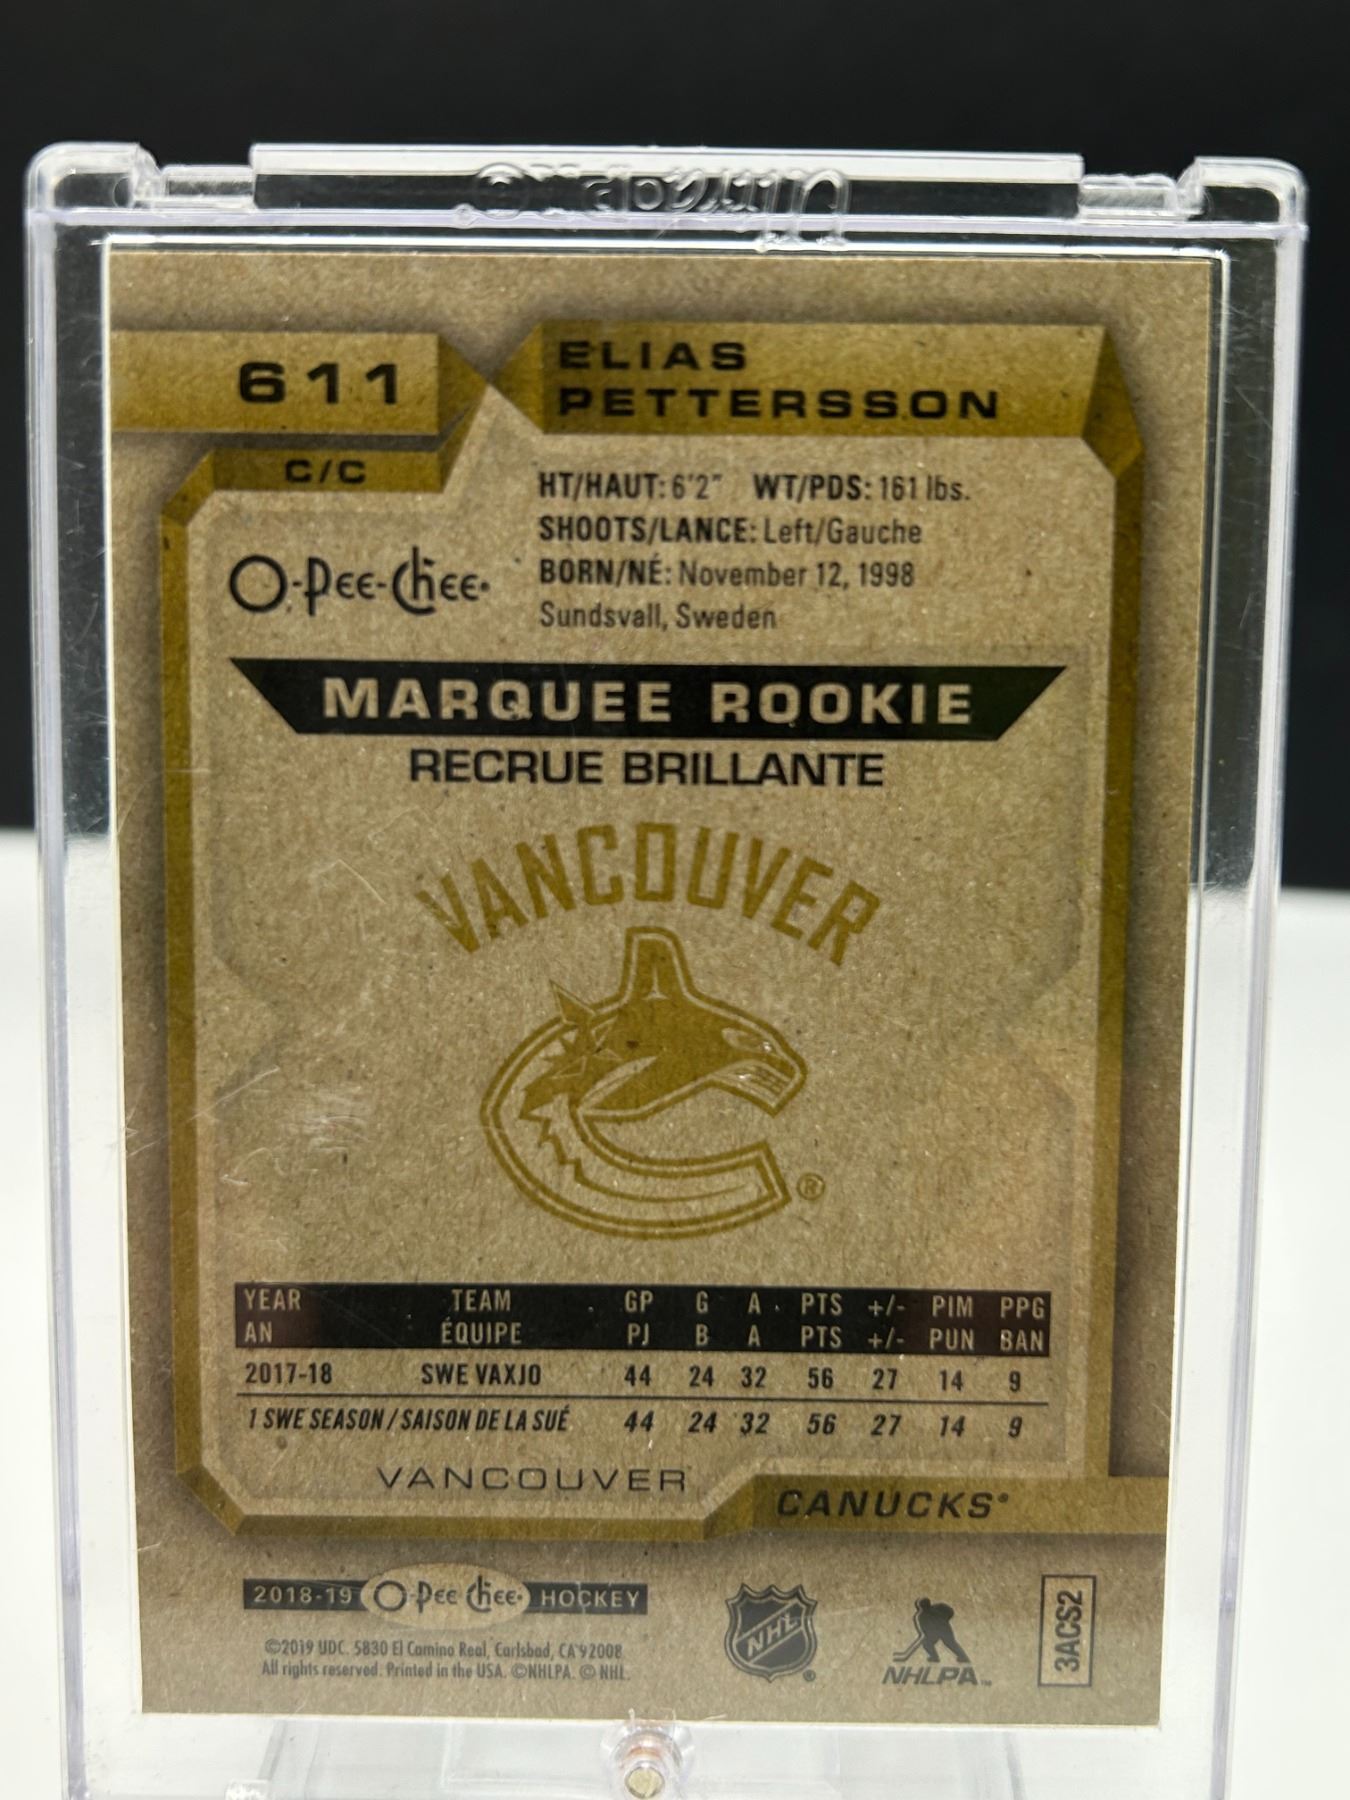 611
ELIAS
PETTERSSON
C/C
HT/HAUT: 6'2" WT/PDS: 161 lbs.
SHOOTS/LANCE: Left/Gauche
BORN/NÉ: November 12, 1998
Sundsvall, Sweden
O-Pee-Chee
MARQUEE ROOKIE
RECRUE BRILLANTE
VANCOUVER
®
YEAR TEAM GP G A PTS +/- PIM PPG
AN ÉQUIPE PJ B A PTS +/- PUN BAN
2017-18 SWE VAXJO 44 24 32 56 27 14 9
1 SWE SEASON / SAISON DE LA SUÉ 44 24 32 56 27 14 9
VANCOUVER
CANUCKS®
2018-19 O-Pee-Chee HOCKEY
©2019 UDC. 5830 El Camino Real, Carlsbad, CA 92008
All rights reserved. Printed in the USA. ©NHLPA. © NHL.
NHL®
NHLPA™
3ACS2